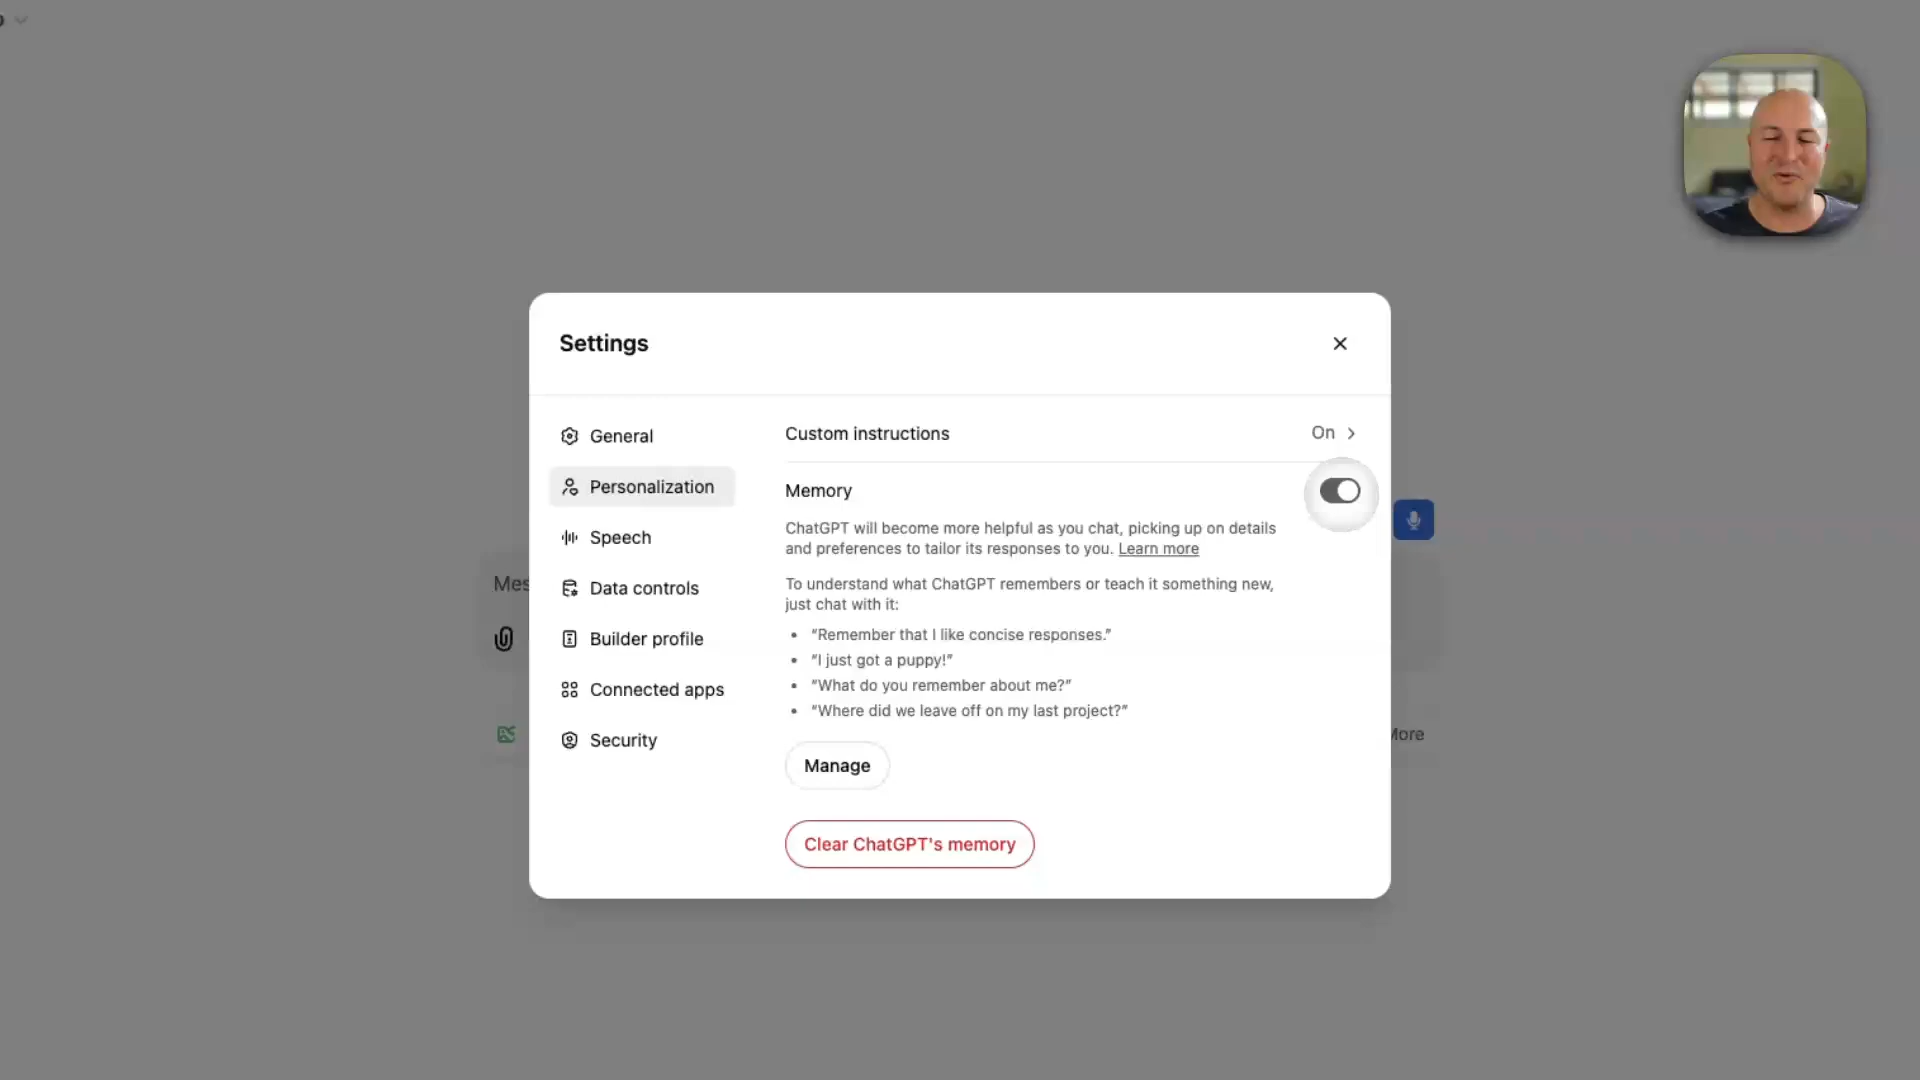 Settings
General
Personalization
Speech
Data controls
Builder profile
Connected apps
Security
Custom instructions
On
Memory
ChatGPT will become more helpful as you chat, picking up on details
and preferences to tailor its responses to you. Learn more
To understand what ChatGPT remembers or teach it something new,
just chat with it:
• “Remember that I like concise responses.”
• “I just got a puppy!”
• “What do you remember about me?”
• “Where did we leave off on my last project?”
Manage
Clear ChatGPT's memory
Mes
More